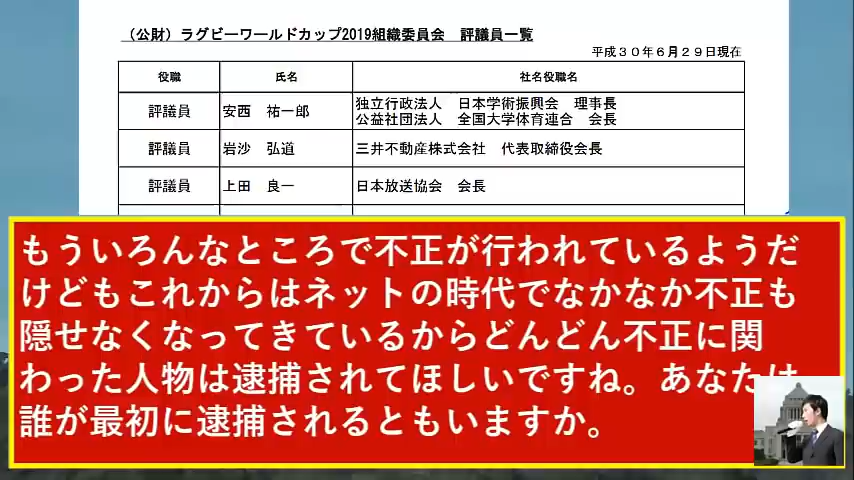 (公財)ラグビーワールドカップ2019組織委員会 評議員一覧
平成30年6月29日現在
役職 氏名 社名役職名
評議員 安西 祐一郎 独立行政法人 日本学術振興会 理事長
公益社団法人 全国大学体育連合 会長
評議員 岩沙 弘道 三井不動産株式会社 代表取締役会長
評議員 上田 良一 日本放送協会 会長
もういろんなところで不正が行われているようだ
けどもこれからはネットの時代でなかなか不正も
隠せなくなってきているからどんどん不正に関
わった人物は逮捕されてほしいですね。あなたは
誰が最初に逮捕されるともいますか。